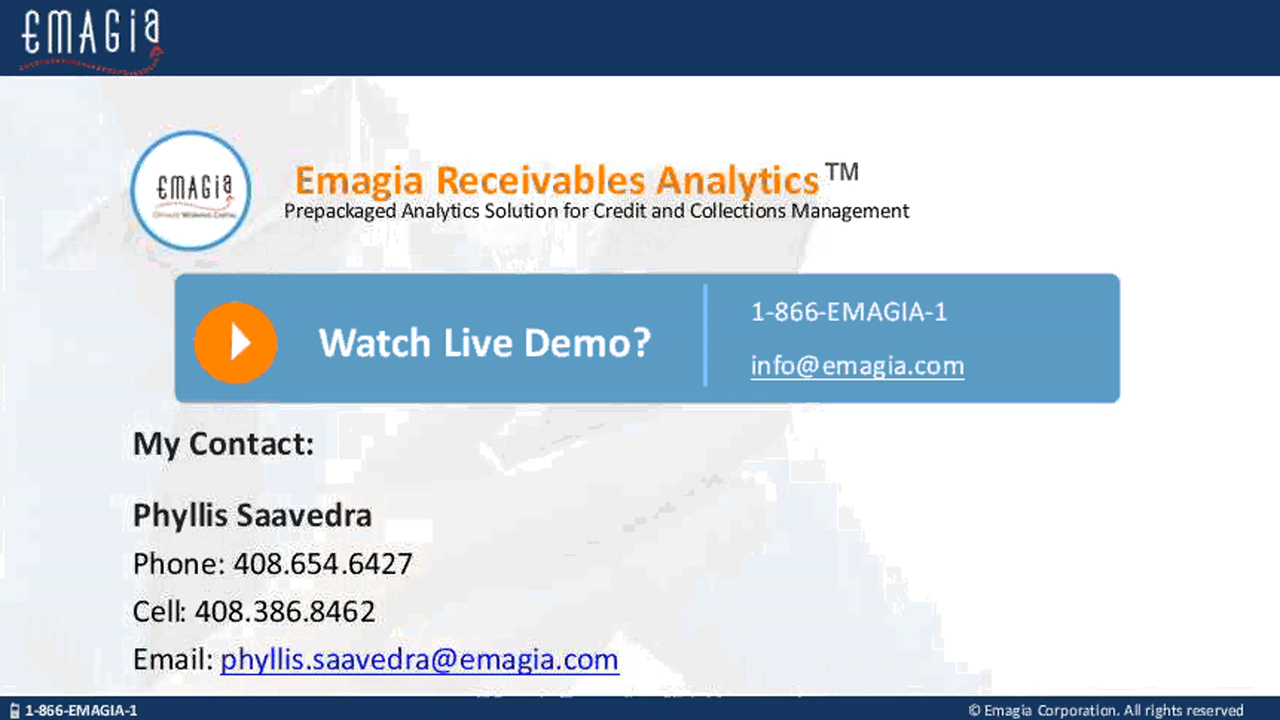 EMAGIA
EMAGIA
Emagia Receivables Analytics™
Prepackaged Analytics Solution for Credit and Collections Management
Watch Live Demo?
1-866-EMAGIA-1
info@emagia.com
My Contact:
Phyllis Saavedra
Phone: 408.654.6427
Cell: 408.386.8462
Email: phyllis.saavedra@emagia.com
1-866-EMAGIA-1
© Emagia Corporation. All rights reserved